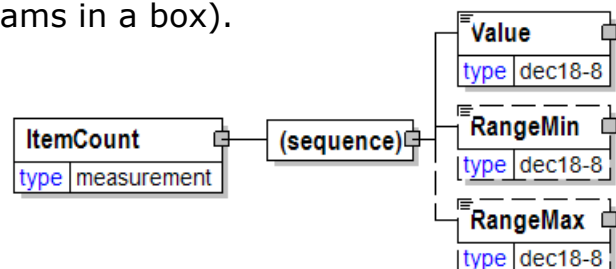 ams in a box).
Value
type dec18-8
ItemCount
type measurement
(sequence)
RangeMin
type dec18-8
RangeMax
type dec18-8